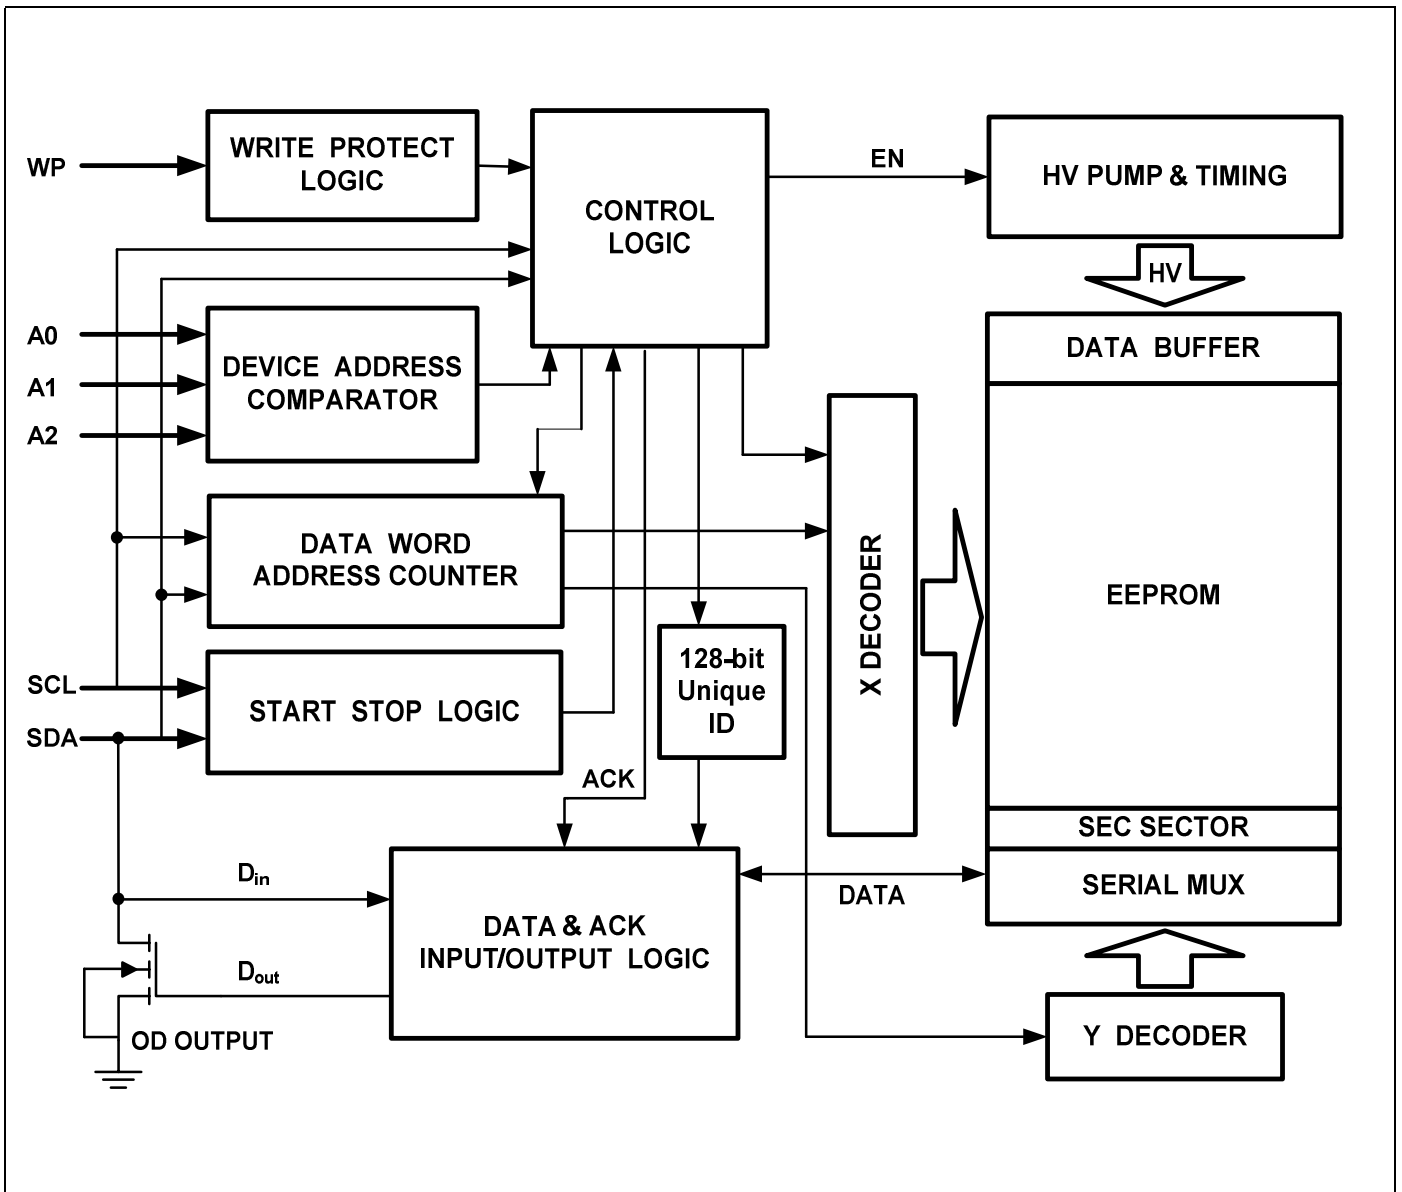 WP
WRITE PROTECT
LOGIC
CONTROL
LOGIC
EN
HV PUMP & TIMING
HV
A0
A1
A2
DEVICE ADDRESS
COMPARATOR
DATA BUFFER
DATA WORD
ADDRESS COUNTER
X DECODER
EEPROM
128-bit
Unique
ID
SCL
SDA
START STOP LOGIC
ACK
SEC SECTOR
SERIAL MUX
DATA
Din
DATA & ACK
INPUT/OUTPUT LOGIC
Dout
OD OUTPUT
Y DECODER